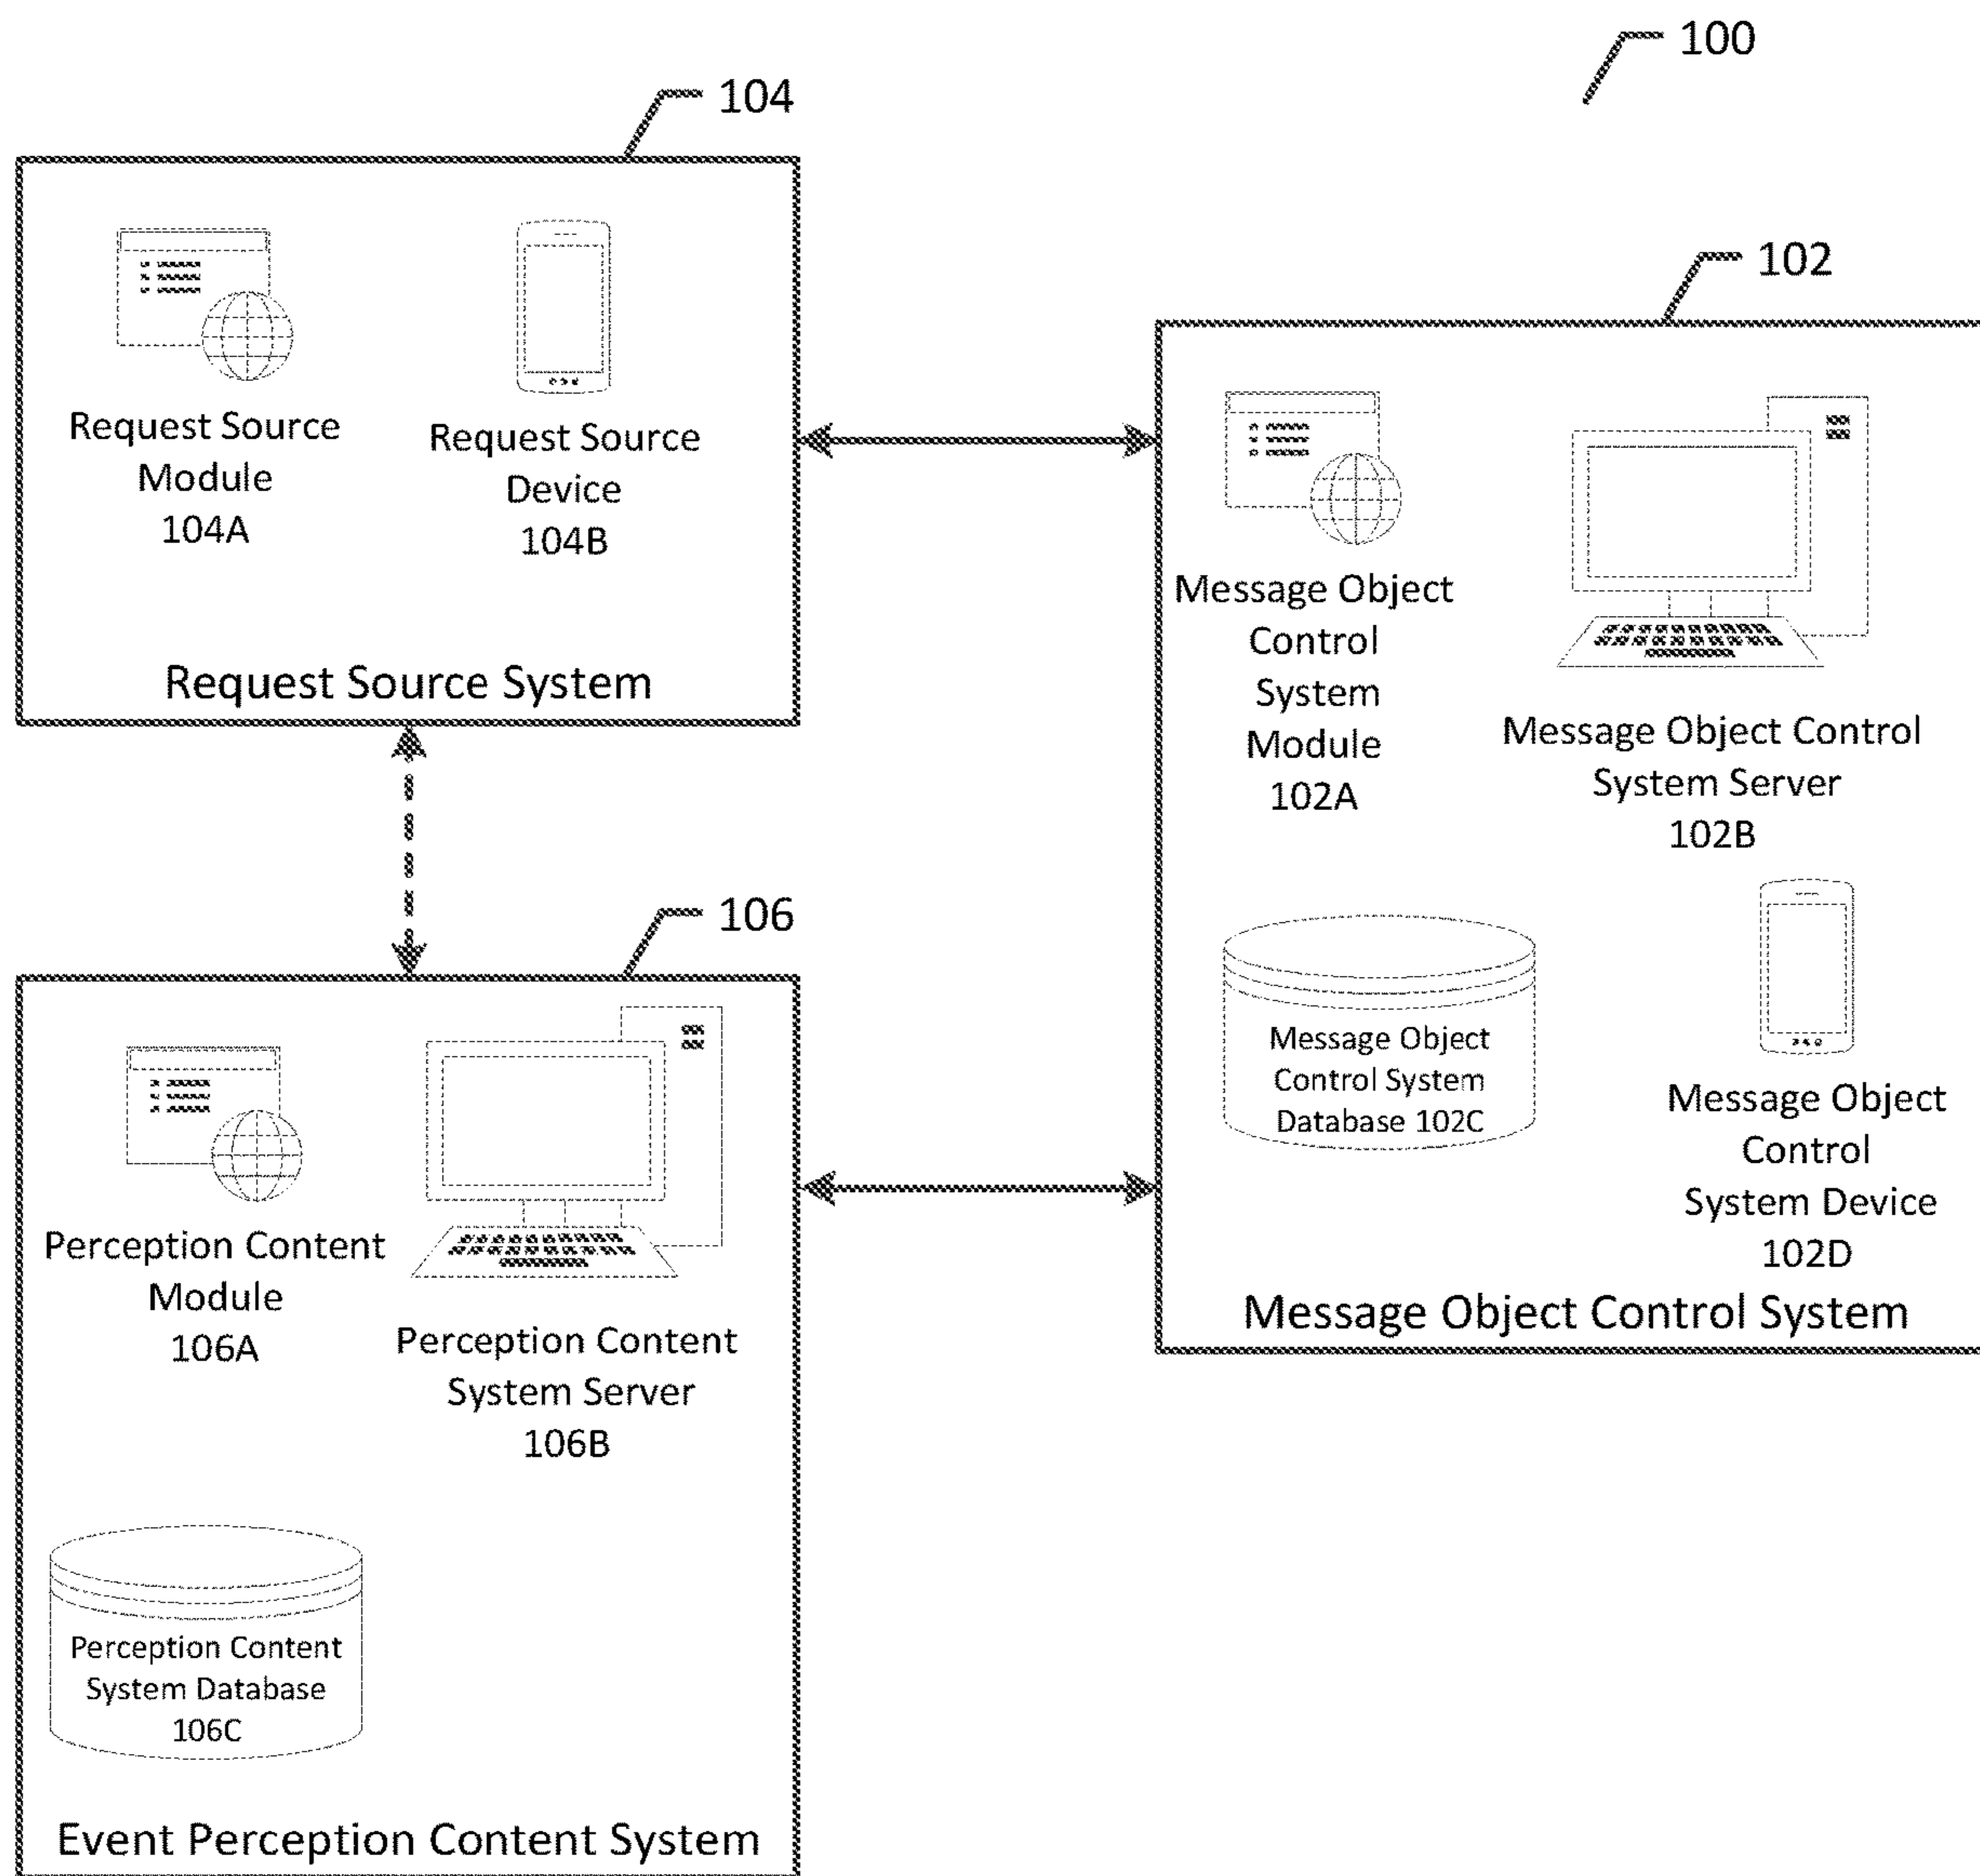 100
104
Request Source
Module
104A
Request Source
Device
104B
Request Source System
102
Message Object
Control
System
Module
102A
Message Object Control
System Server
102B
Message Object
Control System
Database 102C
Message Object
Control
System Device
102D
Message Object Control System
106
Perception Content
Module
106A
Perception Content
System Server
106B
Perception Content
System Database
106C
Event Perception Content System